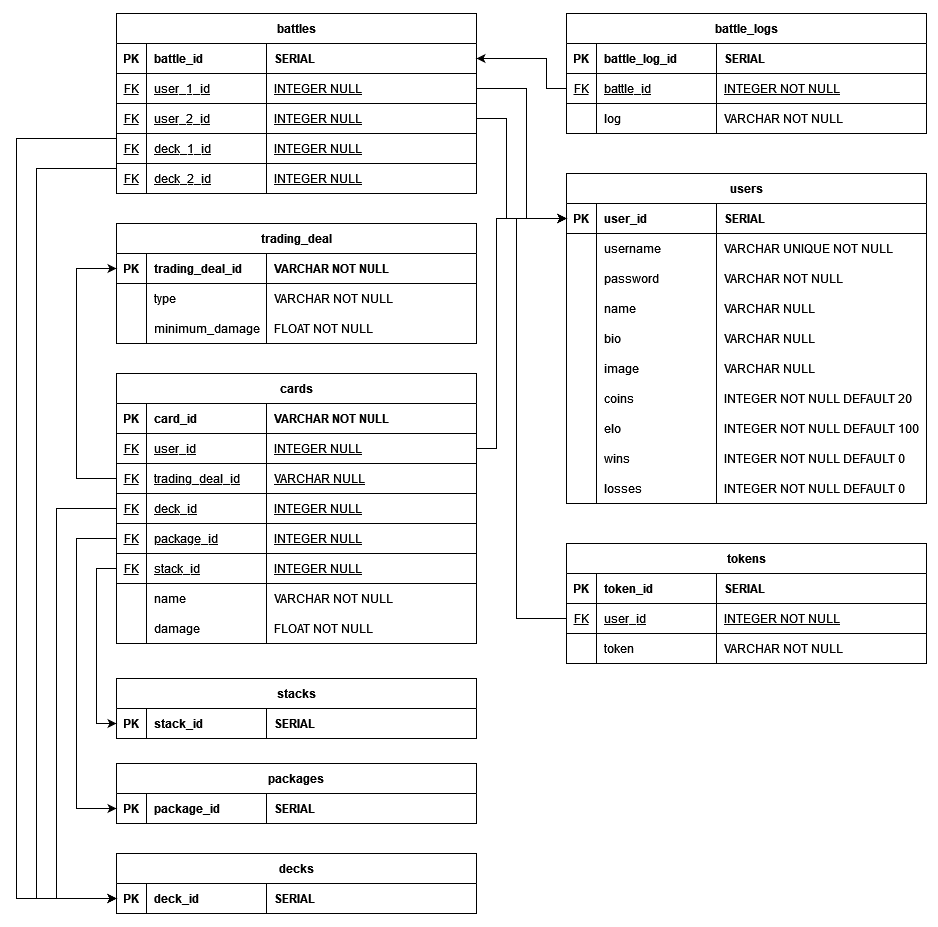 battles
PK battle_id SERIAL
FK user_1_id INTEGER NULL
FK user_2_id INTEGER NULL
FK deck_1_id INTEGER NULL
FK deck_2_id INTEGER NULL
battle_logs
PK battle_log_id SERIAL
FK battle_id INTEGER NOT NULL
log VARCHAR NOT NULL
trading_deal
PK trading_deal_id VARCHAR NOT NULL
type VARCHAR NOT NULL
minimum_damage FLOAT NOT NULL
users
PK user_id SERIAL
username VARCHAR UNIQUE NOT NULL
password VARCHAR NOT NULL
name VARCHAR NULL
bio VARCHAR NULL
image VARCHAR NULL
coins INTEGER NOT NULL DEFAULT 20
elo INTEGER NOT NULL DEFAULT 100
wins INTEGER NOT NULL DEFAULT 0
losses INTEGER NOT NULL DEFAULT 0
cards
PK card_id VARCHAR NOT NULL
FK user_id INTEGER NULL
FK trading_deal_id VARCHAR NULL
FK deck_id INTEGER NULL
FK package_id INTEGER NULL
FK stack_id INTEGER NULL
name VARCHAR NOT NULL
damage FLOAT NOT NULL
tokens
PK token_id SERIAL
FK user_id INTEGER NOT NULL
token VARCHAR NOT NULL
stacks
PK stack_id SERIAL
packages
PK package_id SERIAL
decks
PK deck_id SERIAL